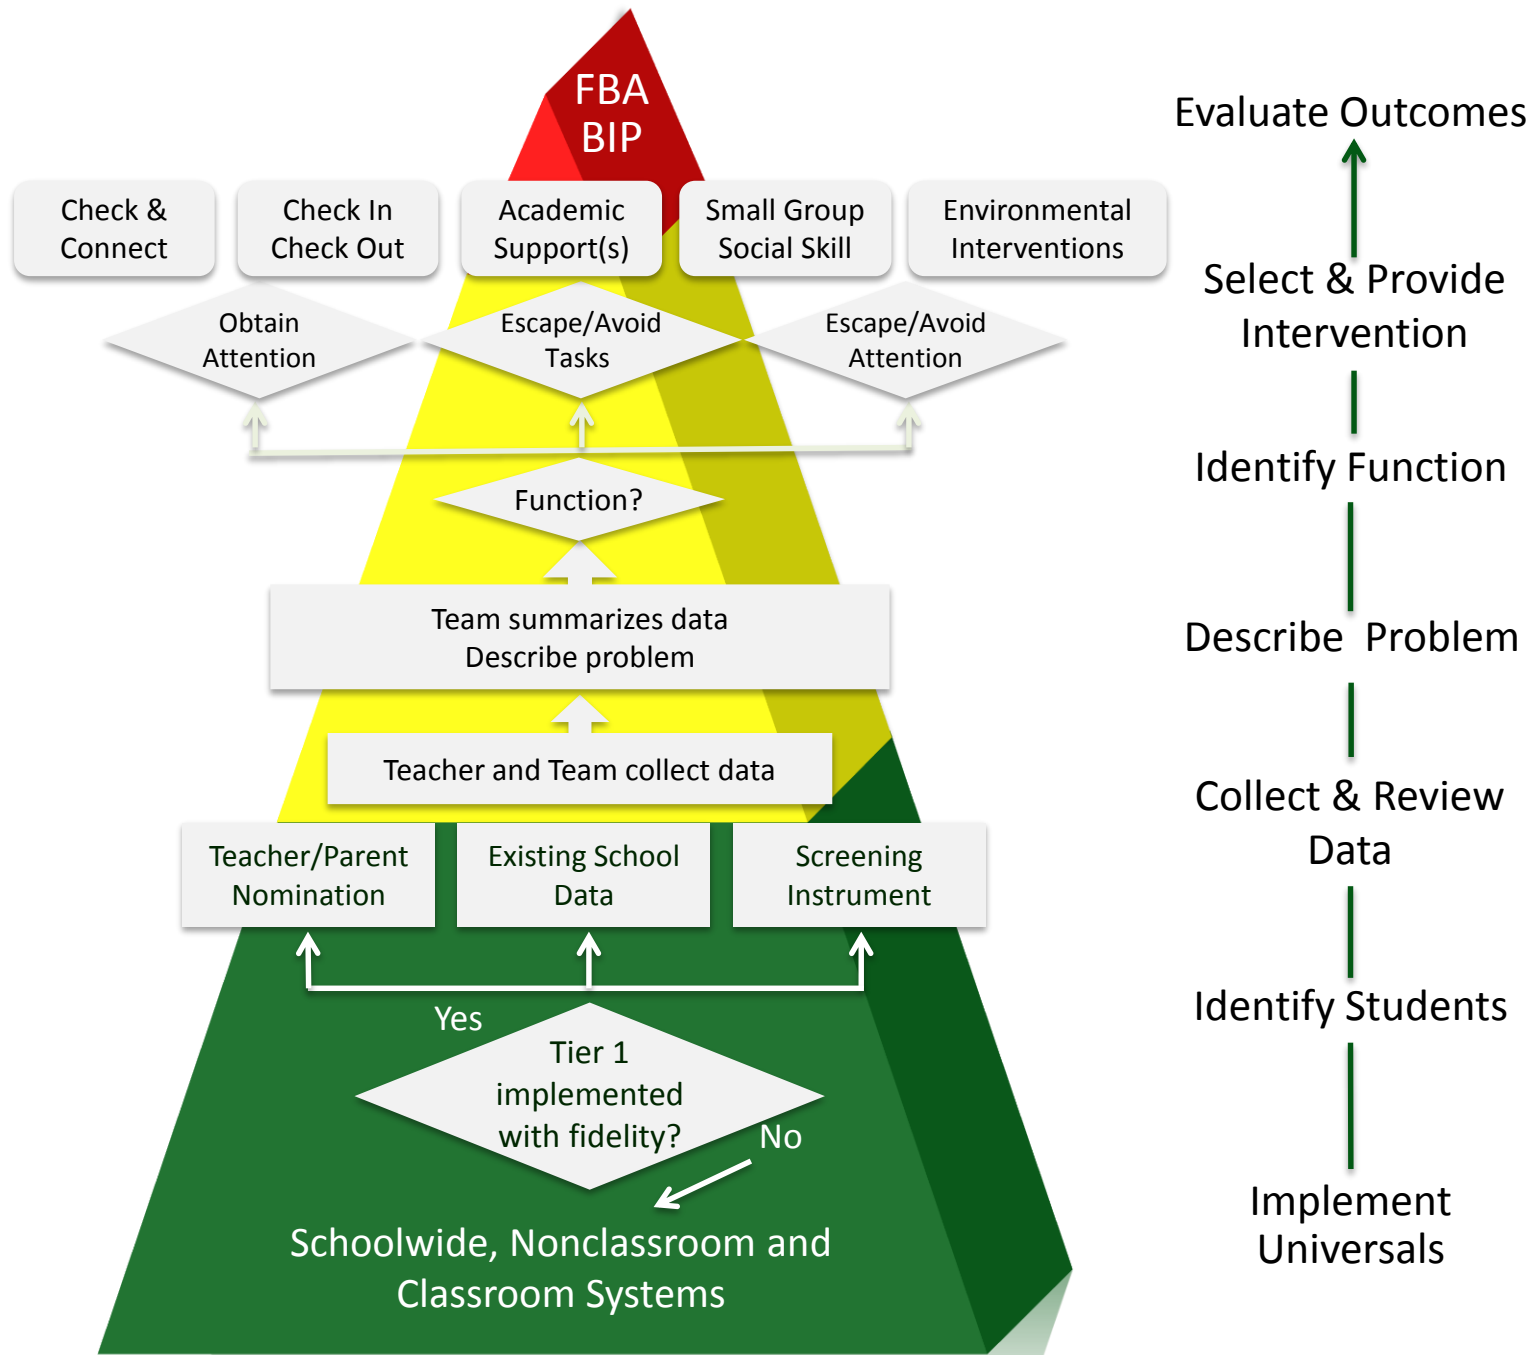 FBA
BIP
Check &
Connect
Check In
Check Out
Academic
Support(s)
Small Group
Social Skill
Environmental
Interventions
Obtain
Attention
Escape/Avoid
Tasks
Escape/Avoid
Attention
Function?
Team summarizes data
Describe problem
Teacher and Team collect data
Teacher/Parent
Nomination
Existing School
Data
Screening
Instrument
Yes
Tier 1
implemented
with fidelity?
No
Schoolwide, Nonclassroom and
Classroom Systems
Evaluate Outcomes
Select & Provide
Intervention
Identify Function
Describe  Problem
Collect & Review
Data
Identify Students
Implement
Universals